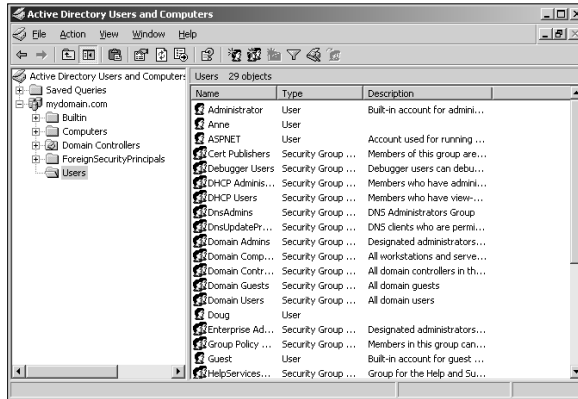 Active Directory Users and Computers
File Action View Window Help
Active Directory Users and Computer:
Saved Queries
mydomain.com
Builtin
Computers
Domain Controllers
ForeignSecurityPrincipals
Users
Users 29 objects
Name Type Description
Administrator User Built-in account for admini...
Anne User
ASPNET User Account used for running ...
Cert Publishers Security Group ... Members of this group are...
Debugger Users Security Group ... Debugger users can debu...
DHCP Adminis... Security Group ... Members who have admini...
DHCP Users Security Group ... Members who have view-...
DnsAdmins Security Group ... DNS Administrators Group
DnsUpdatePr... Security Group ... DNS clients who are permi...
Domain Admins Security Group ... Designated administrators...
Domain Comp... Security Group ... All workstations and serve...
Domain Contr... Security Group ... All domain controllers in th...
Domain Guests Security Group ... All domain guests
Domain Users Security Group ... All domain users
Doug User
Enterprise Ad... Security Group ... Designated administrators...
Group Policy ... Security Group ... Members in this group can...
Guest User Built-in account for guest ...
HelpServices... Security Group ... Group for the Help and Su...